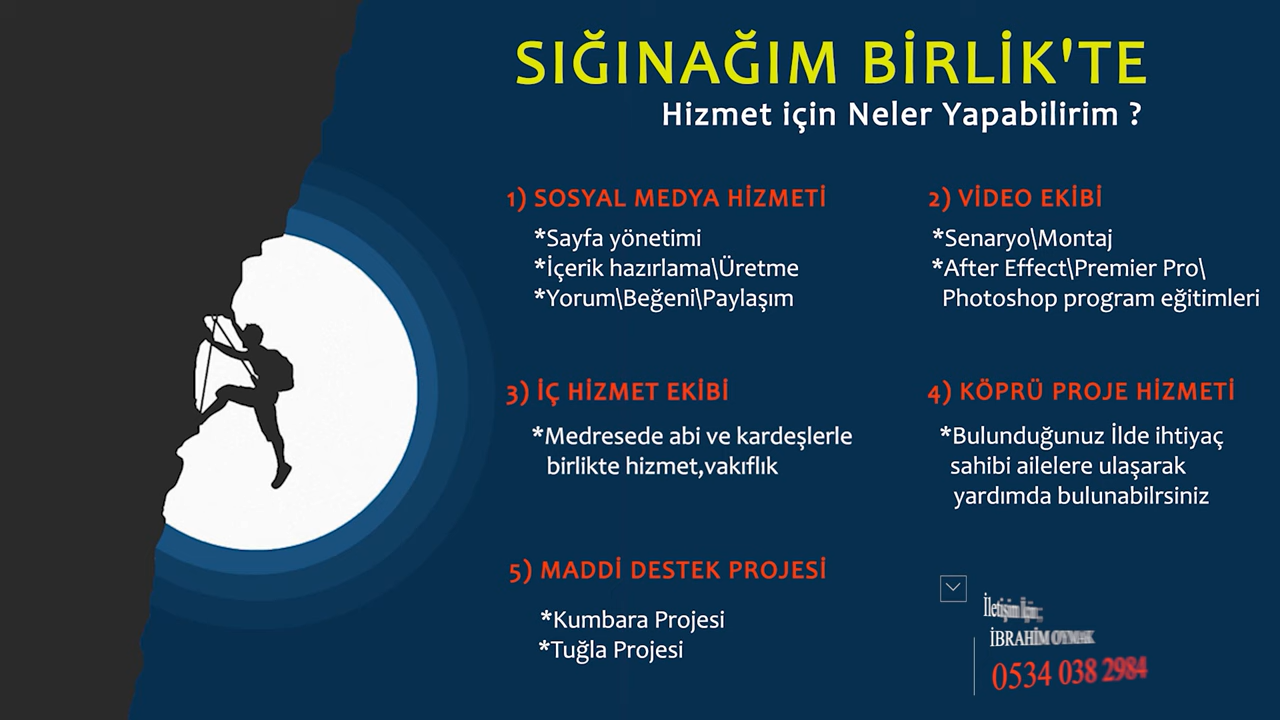 SIĞINAĞIM BİRLİK'TE
Hizmet için Neler Yapabilirim ?
1) SOSYAL MEDYA HİZMETİ
*Sayfa yönetimi
*İçerik hazırlama\Üretme
*Yorum\Beğeni\Paylaşım
2) VİDEO EKİBİ
*Senaryo\Montaj
*After Effect\Premier Pro\
Photoshop program eğitimleri
3) İÇ HİZMET EKİBİ
*Medresede abi ve kardeşlerle
birlikte hizmet,vakıflık
4) KÖPRÜ PROJE HİZMETİ
*Bulunduğunuz İlde ihtiyaç
sahibi ailelere ulaşarak
yardımda bulunabilrsiniz
5) MADDİ DESTEK PROJESİ
*Kumbara Projesi
*Tuğla Projesi
İletişim İçin;
İBRAHİM OYMAK
0534 038 2984